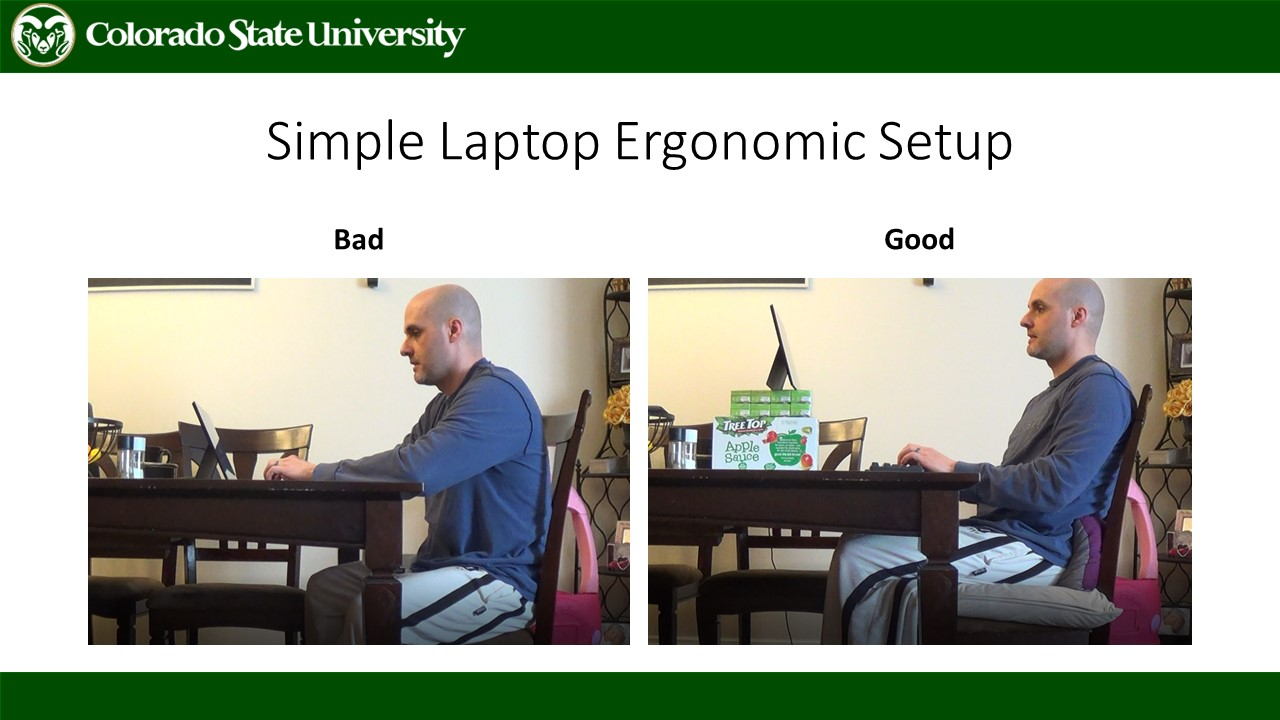 Colorado State University
Simple Laptop Ergonomic Setup
Bad
Good
TREE TOP
Apple
Sauce